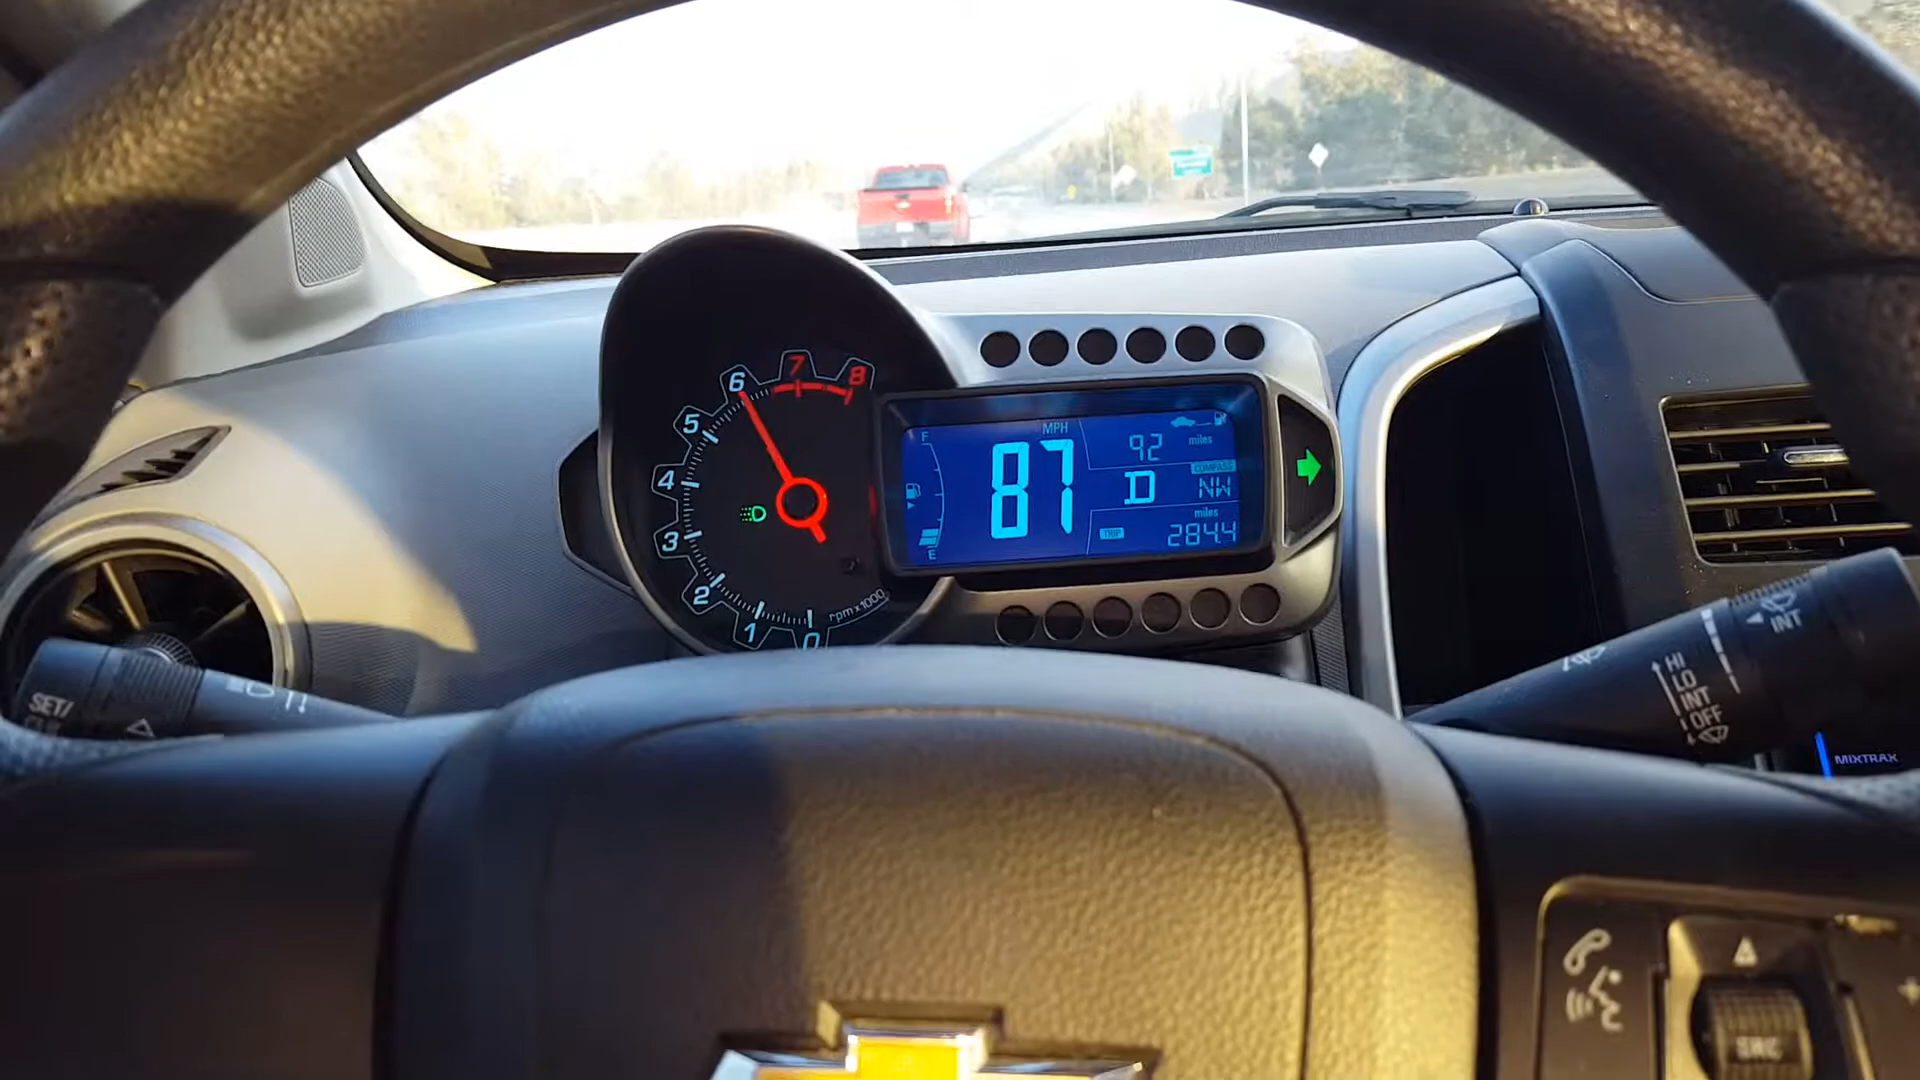 8
7
6
5
4
3
2
1
0
rpm x 1000
F
E
MPH
87
92
miles
D
COMPASS
NW
TRIP
miles
284.4
SET/
INT
HI
LO
INT
OFF
MIXTRAX
SRC
+